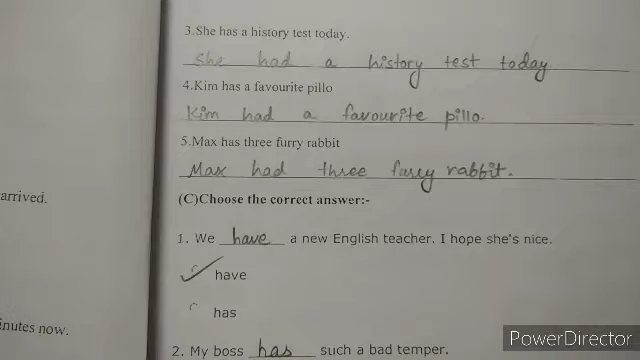 3.She has a history test today.
She had a history test today
4.Kim has a favourite pillo
Kim had a favourite pillo.
5.Max has three furry rabbit
Max had three furry rabbit.
arrived.
(C)Choose the correct answer:-
1. We have a new English teacher. I hope she's nice.
have
has
inutes now.
2. My boss has such a bad temper.
PowerDirector